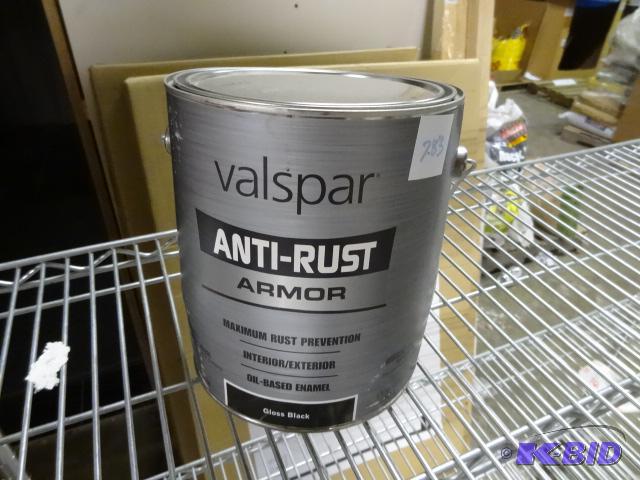 283
valspar
ANTI-RUST
ARMOR
MAXIMUM RUST PREVENTION
INTERIOR/EXTERIOR
OIL-BASED ENAMEL
Gloss Black
K-BID